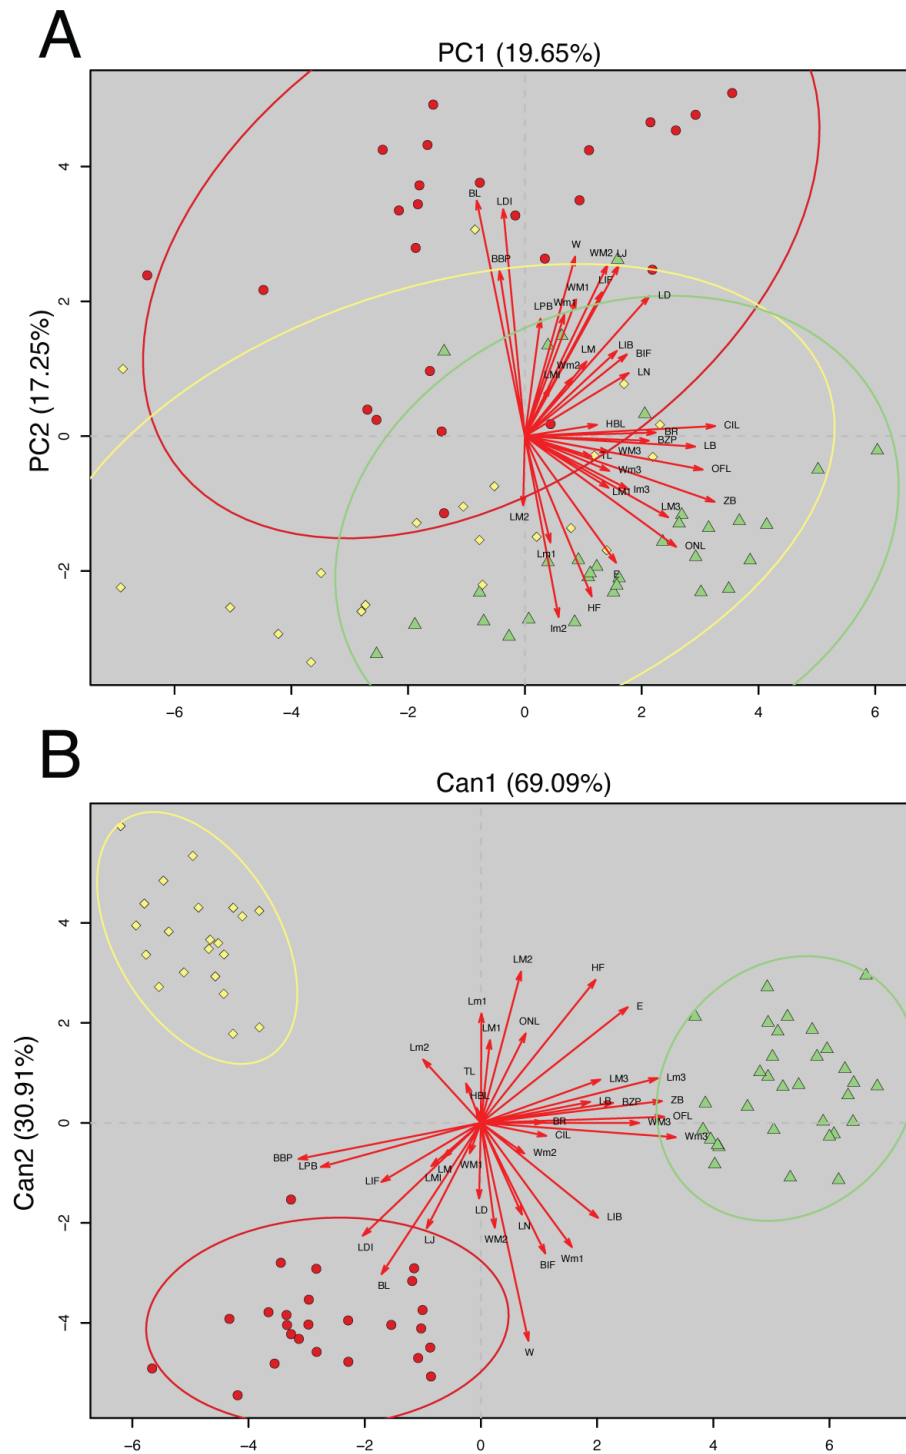 A
PC1 (19.65%)
PC2 (17.25%)
4
2
0
−2
BL
LDI
W
WM2
LJ
BBP
LIF
WM1
LD
LPB
Wm1
LIB
LM
BIF
Wm2
LN
LMI
HBL
CIL
BR
BZP
LB
WM3
TL
OFL
Wm3
LM1
lm3
ZB
LM3
LM2
ONL
Lm1
E
HF
lm2
−6
−4
−2
0
2
4
6
B
Can1 (69.09%)
Can2 (30.91%)
4
2
0
−2
−4
LM2
HF
Lm1
E
LM1
ONL
Lm2
TL
LM3
Lm3
HBL
LB
BZP
ZB
OFL
BR
WM3
CIL
Wm3
BBP
LPB
WM1
Wm2
LM
LMI
LIF
LD
LIB
LN
LJ
WM2
LDI
Wm1
BIF
BL
W
−6
−4
−2
0
2
4
6